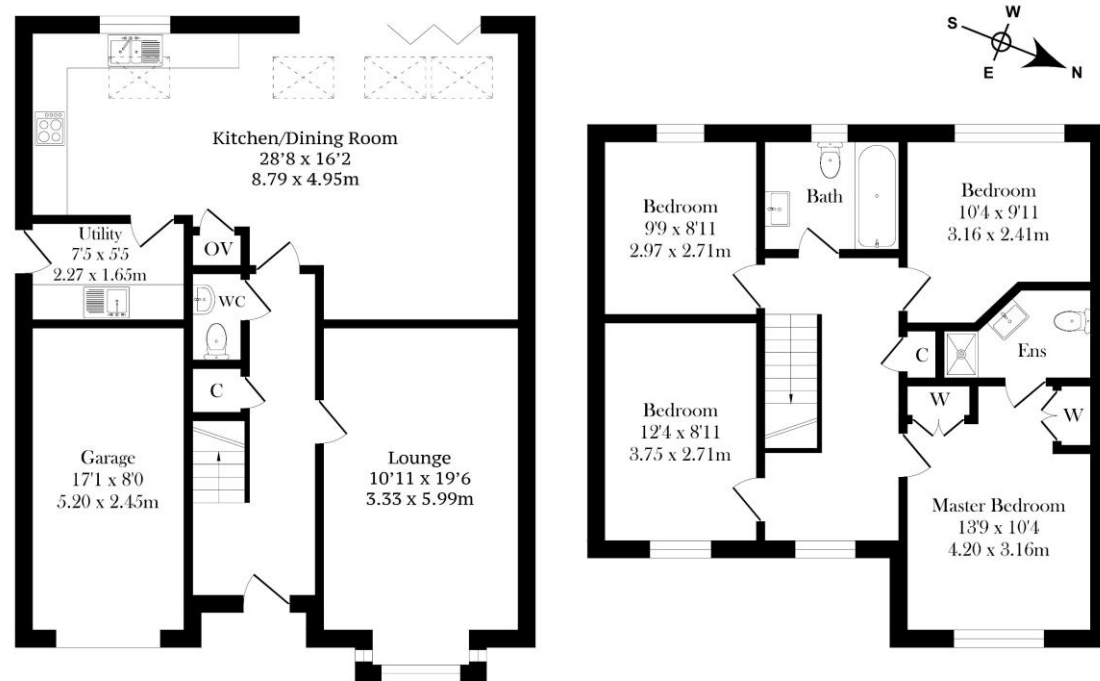 Kitchen/Dining Room
28'8 x 16'2
8.79 x 4.95m
Utility
7'5 x 5'5
2.27 x 1.65m
OV
WC
C
Garage
17'1 x 8'0
5.20 x 2.45m
Lounge
10'11 x 19'6
3.33 x 5.99m
S
W
E
N
Bedroom
9'9 x 8'11
2.97 x 2.71m
Bath
Bedroom
10'4 x 9'11
3.16 x 2.41m
Ens
C
W
W
Bedroom
12'4 x 8'11
3.75 x 2.71m
Master Bedroom
13'9 x 10'4
4.20 x 3.16m